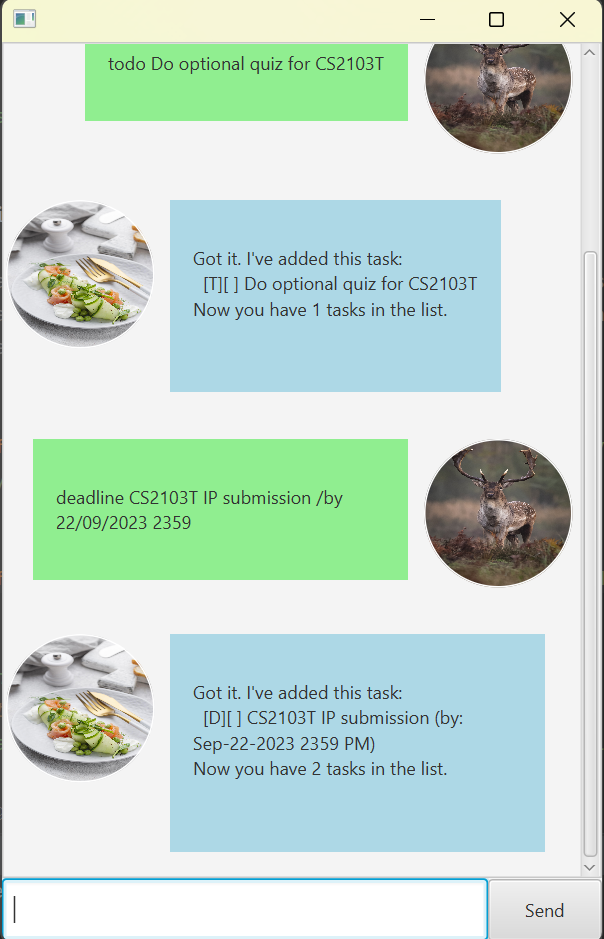 todo Do optional quiz for CS2103T
Got it. I've added this task:
[T][ ] Do optional quiz for CS2103T
Now you have 1 tasks in the list.
deadline CS2103T IP submission /by
22/09/2023 2359
Got it. I've added this task:
[D][ ] CS2103T IP submission (by:
Sep-22-2023 2359 PM)
Now you have 2 tasks in the list.
Send